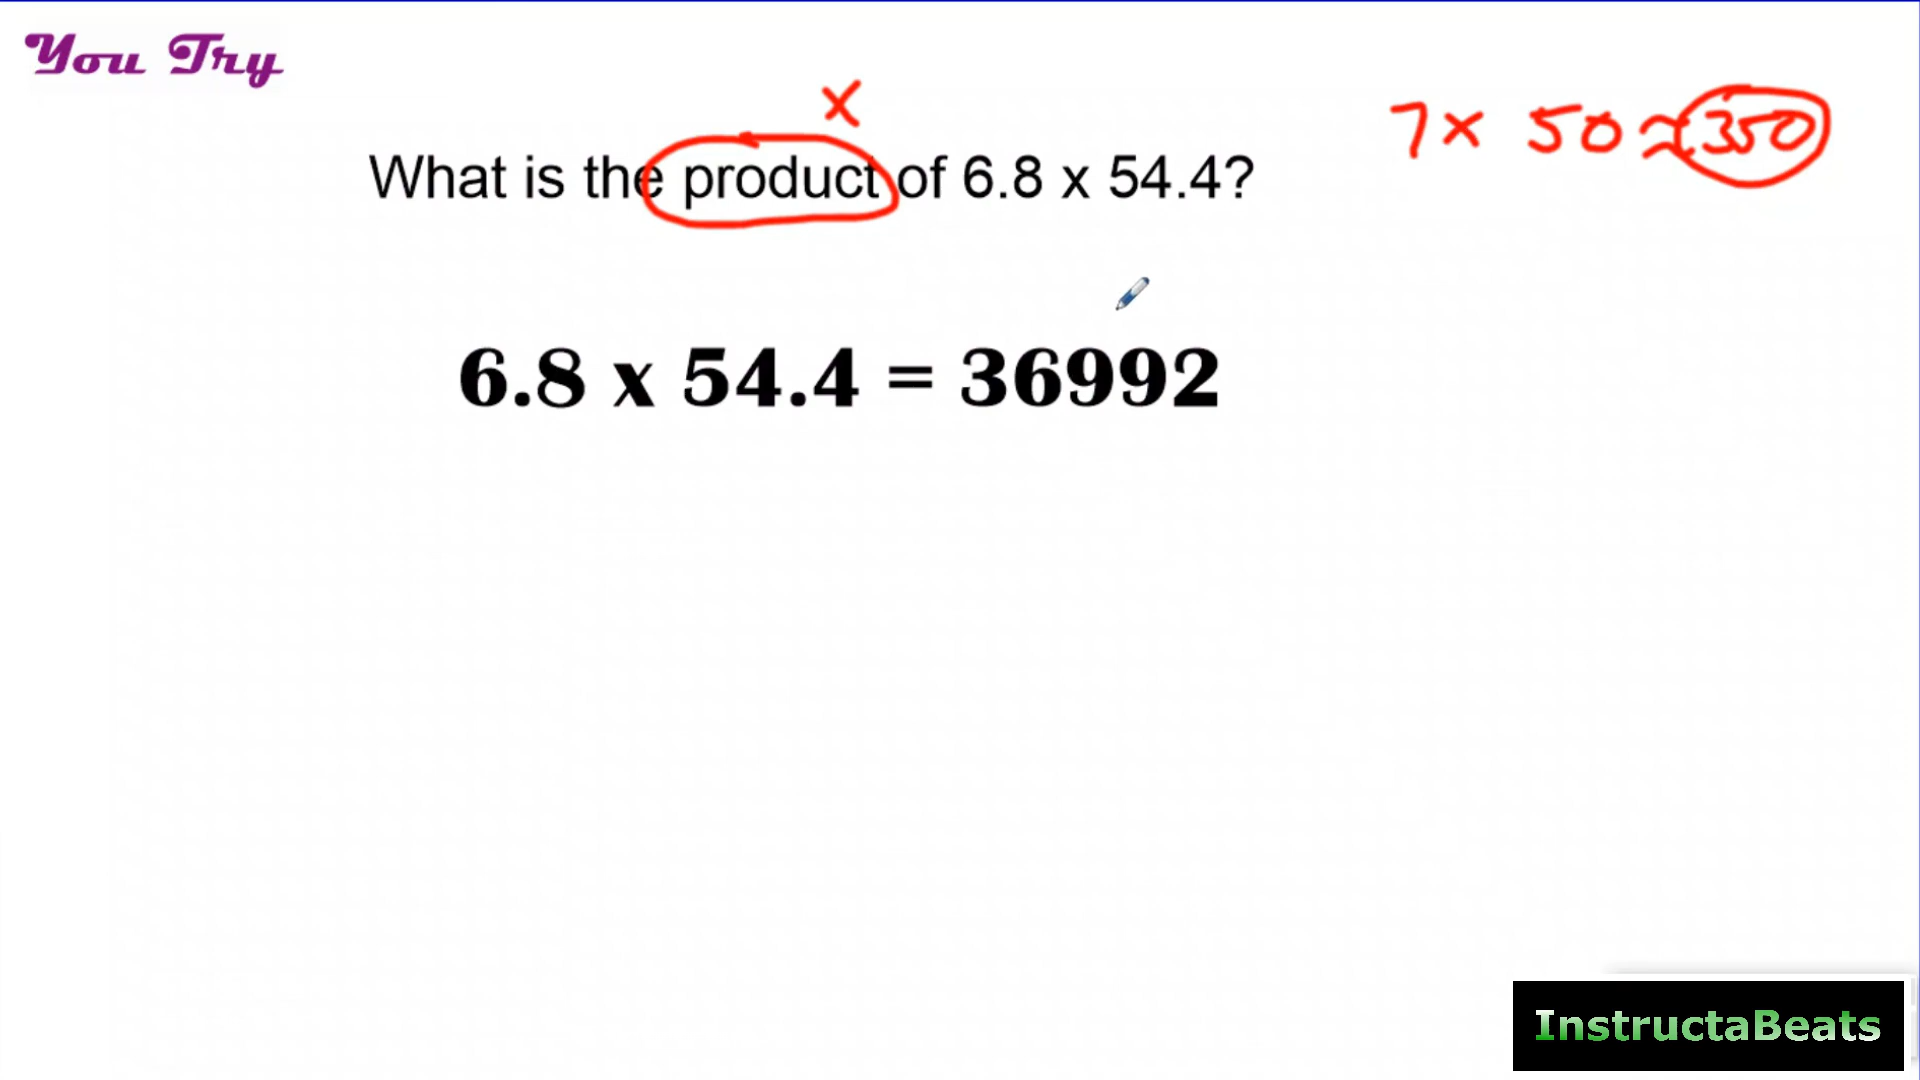 You Try
x
7 x 50 ≈ 350
What is the product of 6.8 x 54.4?
6.8 x 54.4 = 36992
InstructaBeats